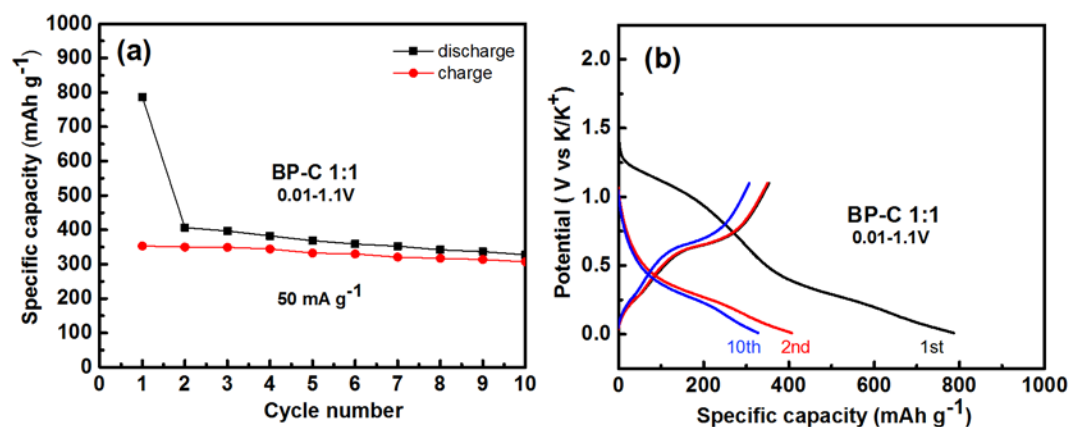 (a)
discharge
charge
BP-C 1:1
0.01-1.1V
50 mA g-1
Specific capacity (mAh g-1)
1000
900
800
700
600
500
400
300
200
100
0
0 1 2 3 4 5 6 7 8 9 10
Cycle number
(b)
BP-C 1:1
0.01-1.1V
10th 2nd 1st
Potential ( V vs K/K+)
2.0
1.5
1.0
0.5
0.0
0 200 400 600 800 1000
Specific capacity (mAh g-1)